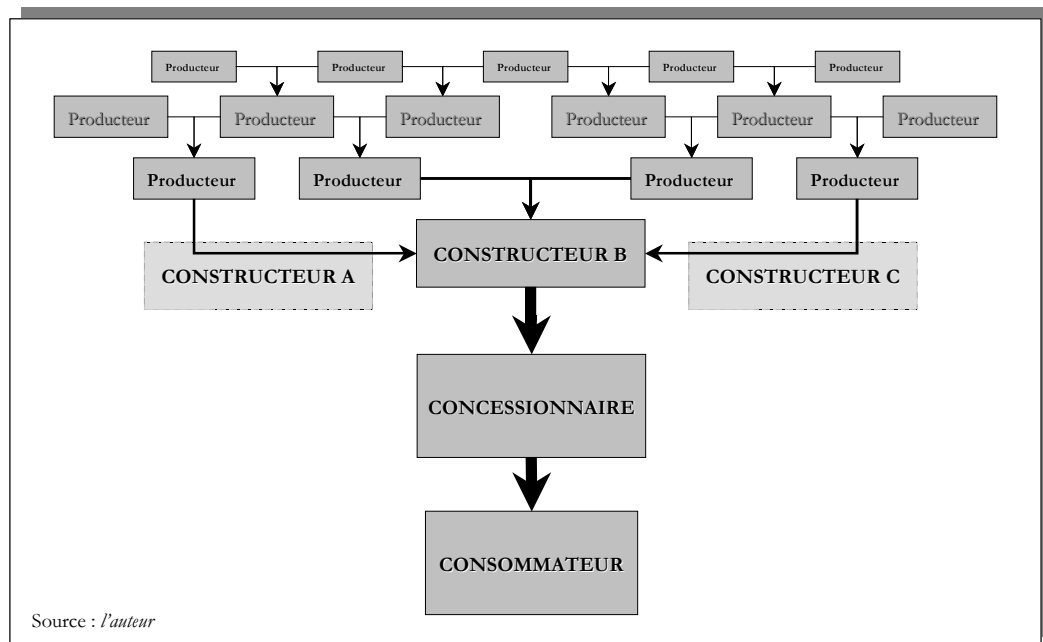 Producteur Producteur Producteur Producteur Producteur
Producteur Producteur Producteur Producteur Producteur Producteur
Producteur Producteur Producteur Producteur
CONSTRUCTEUR B
CONSTRUCTEUR A CONSTRUCTEUR C
CONCESSIONNAIRE
CONSOMMATEUR
Source : l'auteur